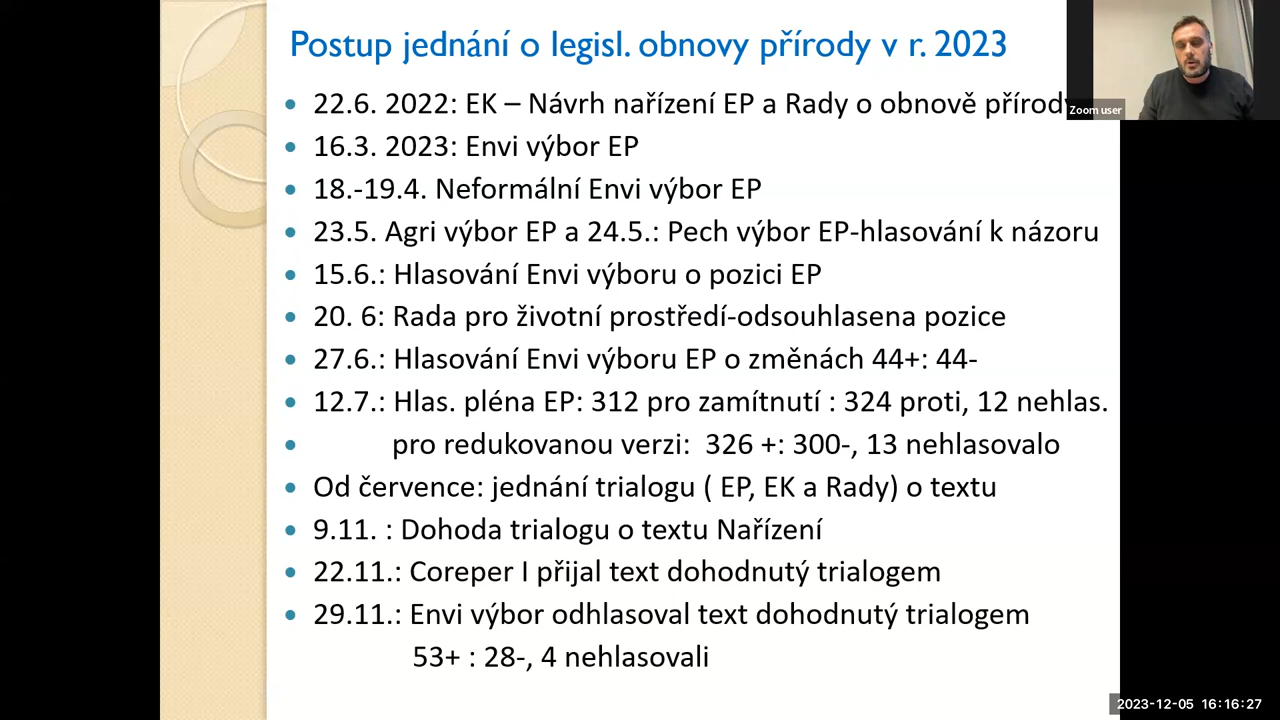 Postup jednání o legisl. obnovy přírody v r. 2023
22.6. 2022: EK – Návrh nařízení EP a Rady o obnově přírody
16.3. 2023: Envi výbor EP
18.-19.4. Neformální Envi výbor EP
23.5. Agri výbor EP a 24.5.: Pech výbor EP-hlasování k názoru
15.6.: Hlasování Envi výboru o pozici EP
20. 6: Rada pro životní prostředí-odsouhlasena pozice
27.6.: Hlasování Envi výboru EP o změnách 44+: 44-
12.7.: Hlas. pléna EP: 312 pro zamítnutí : 324 proti, 12 nehlas.
pro redukovanou verzi: 326 +: 300-, 13 nehlasovalo
Od července: jednání trialogu ( EP, EK a Rady) o textu
9.11. : Dohoda trialogu o textu Nařízení
22.11.: Coreper I přijal text dohodnutý trialogem
29.11.: Envi výbor odhlasoval text dohodnutý trialogem
53+ : 28-, 4 nehlasovali
Zoom user
2023-12-05 16:16:27